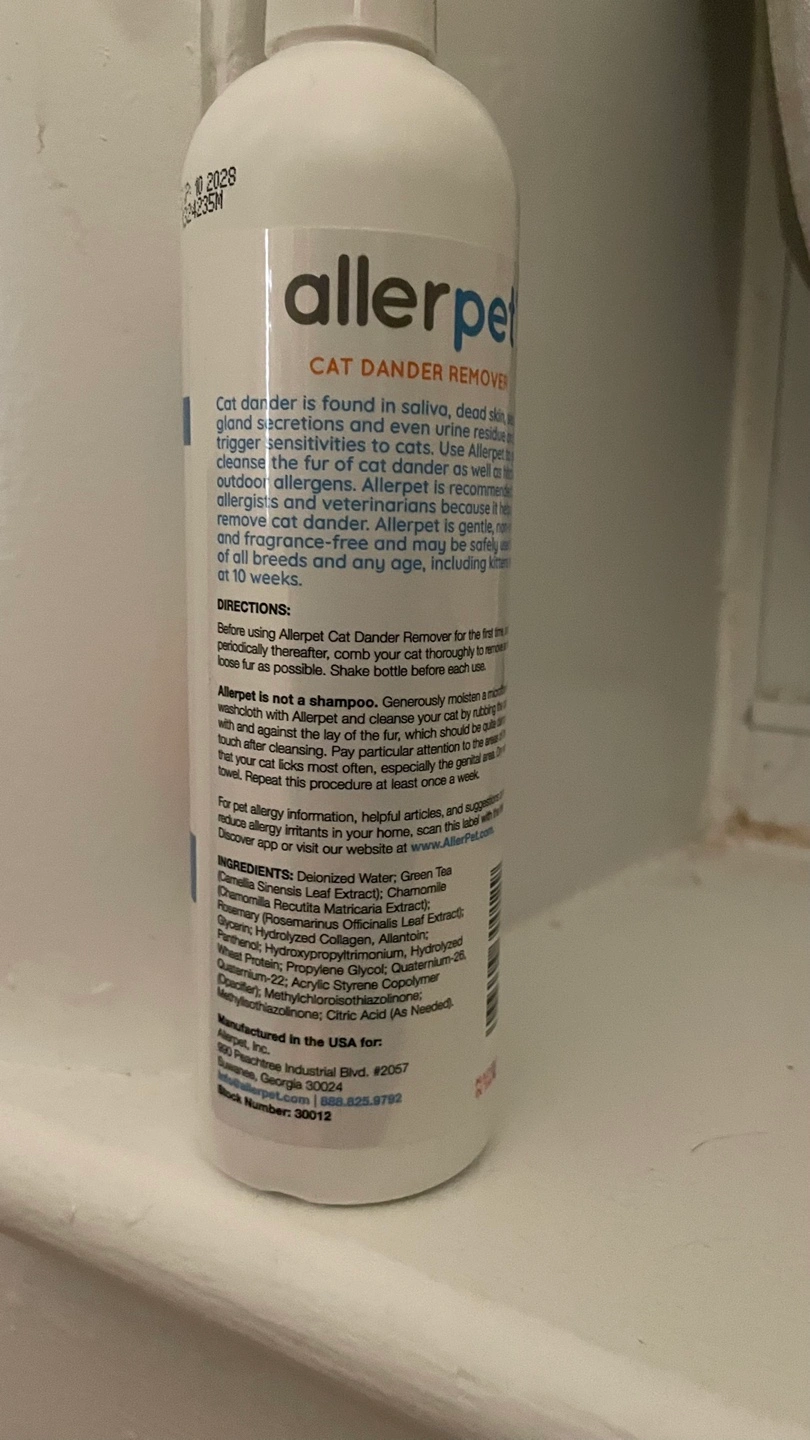 10 2028
allerpet
CAT DANDER REMOVER
Cat dander is found in saliva, dead skin,
gland secretions and even urine residue
trigger sensitivities to cats. Use Allerpet
cleanse the fur of cat dander as well as
outdoor allergens. Allerpet is recommended
allergists and veterinarians because it
remove cat dander. Allerpet is gentle,
and fragrance-free and may be safely
of all breeds and any age, including
at 10 weeks.
DIRECTIONS:
Before using Allerpet Cat Dander Remover for the first
periodically thereafter, comb your cat thoroughly to remove
loose fur as possible. Shake bottle before each use.
Allerpet is not a shampoo. Generously moisten a
washcloth with Allerpet and cleanse your cat by rubbing
with and against the lay of the fur, which should be quite
touch after cleansing. Pay particular attention to the areas
that your cat licks most often, especially the genital area.
towel. Repeat this procedure at least once a week.
For pet allergy information, helpful articles, and suggestions
reduce allergy irritants in your home, scan this label with
Discover app or visit our website at www.AllerPet.com.
INGREDIENTS: Deionized Water; Green Tea
(Camellia Sinensis Leaf Extract); Chamomile
(Chamomilla Recutita Matricaria Extract);
Rosemary (Rosemarinus Officinalis Leaf Extract);
Glycerin; Hydrolyzed Collagen, Allantoin;
Panthenol; Hydroxypropyltrimonium, Hydrolyzed
Wheat Protein; Propylene Glycol; Quaternium-26,
Quaternium-22; Acrylic Styrene Copolymer
(Opacifier); Methylchloroisothiazolinone;
Methylisothiazolinone; Citric Acid (As Needed).
Manufactured in the USA for:
Allerpet, Inc.
990 Peachtree Industrial Blvd. #2057
Suwanee, Georgia 30024
info@allerpet.com | 888.825.9792
Stock Number: 30012